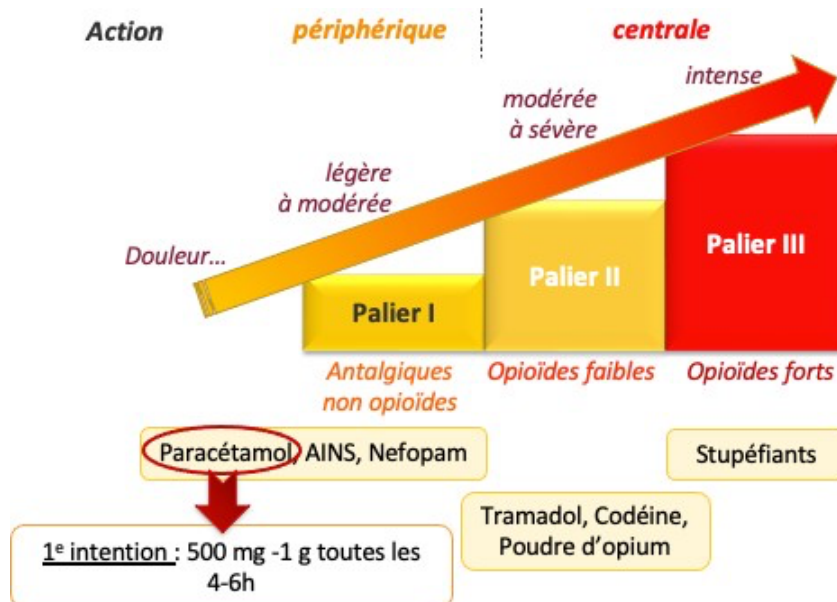 Action
périphérique
centrale
intense
modérée
à sévère
légère
à modérée
Douleur...
Palier I
Palier II
Palier III
Antalgiques
non opioïdes
Opioïdes faibles
Opioïdes forts
Paracétamol, AINS, Nefopam
Stupéfiants
Tramadol, Codéine,
Poudre d'opium
1e intention : 500 mg -1 g toutes les
4-6h